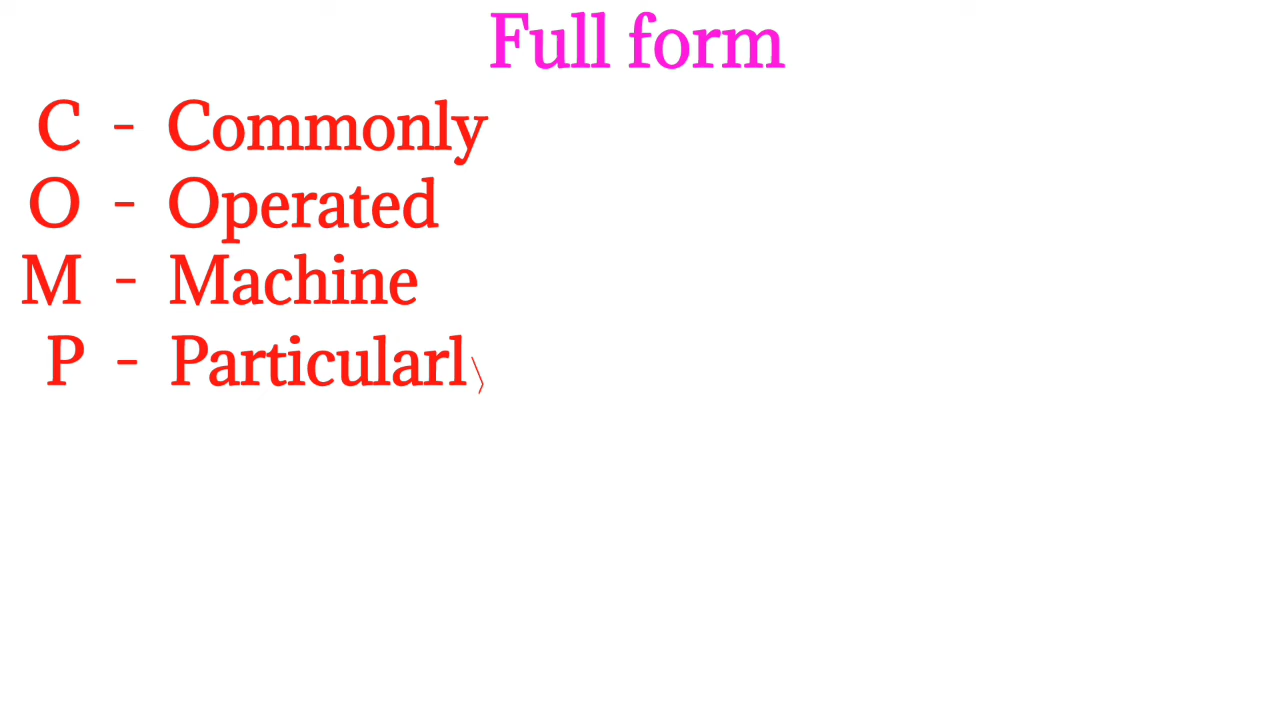 Full form
C - Commonly
O - Operated
M - Machine
P - Particularl